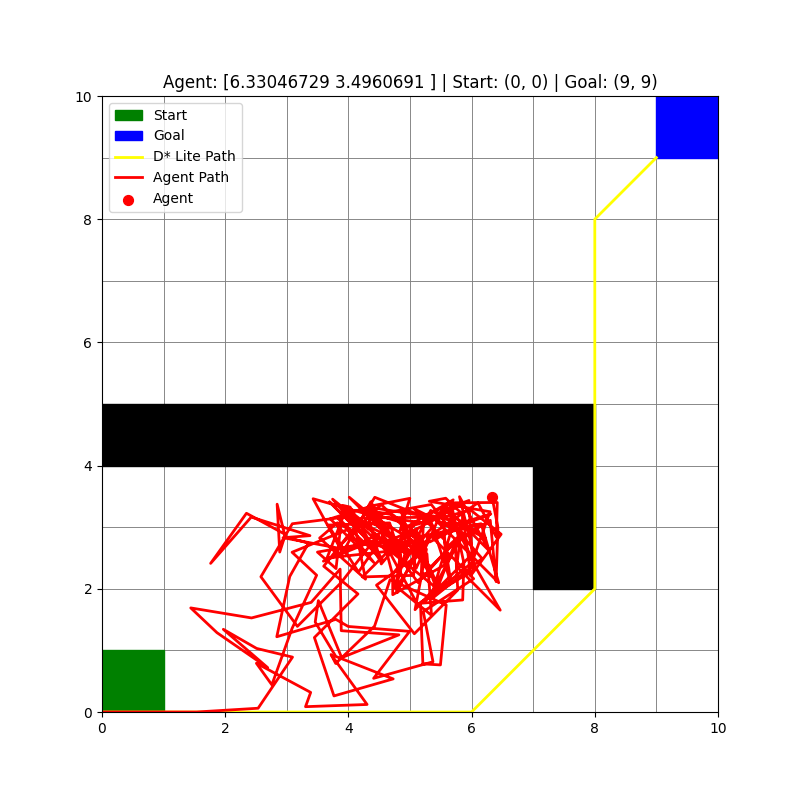 Agent: [6.33046729 3.4960691 ] | Start: (0, 0) | Goal: (9, 9)
Start
Goal
D* Lite Path
Agent Path
Agent
10
8
6
4
2
0
0 2 4 6 8 10